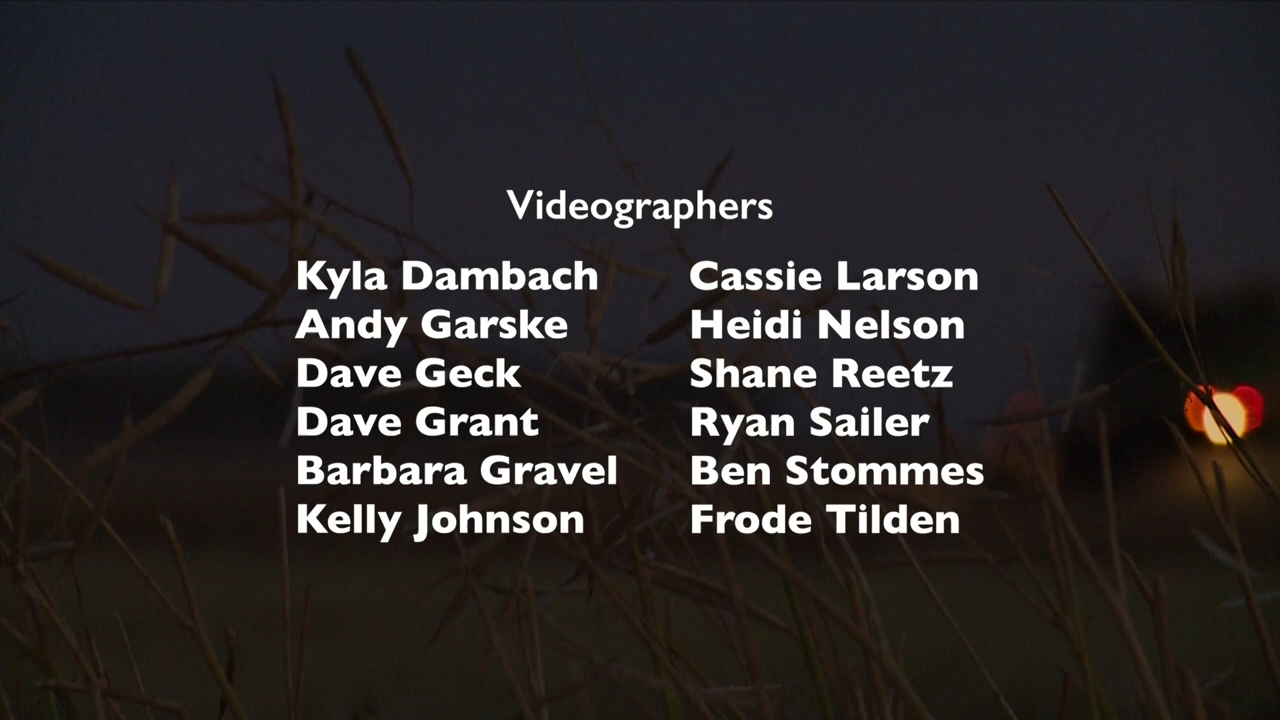 Videographers
Kyla Dambach
Andy Garske
Dave Geck
Dave Grant
Barbara Gravel
Kelly Johnson
Cassie Larson
Heidi Nelson
Shane Reetz
Ryan Sailer
Ben Stommes
Frode Tilden